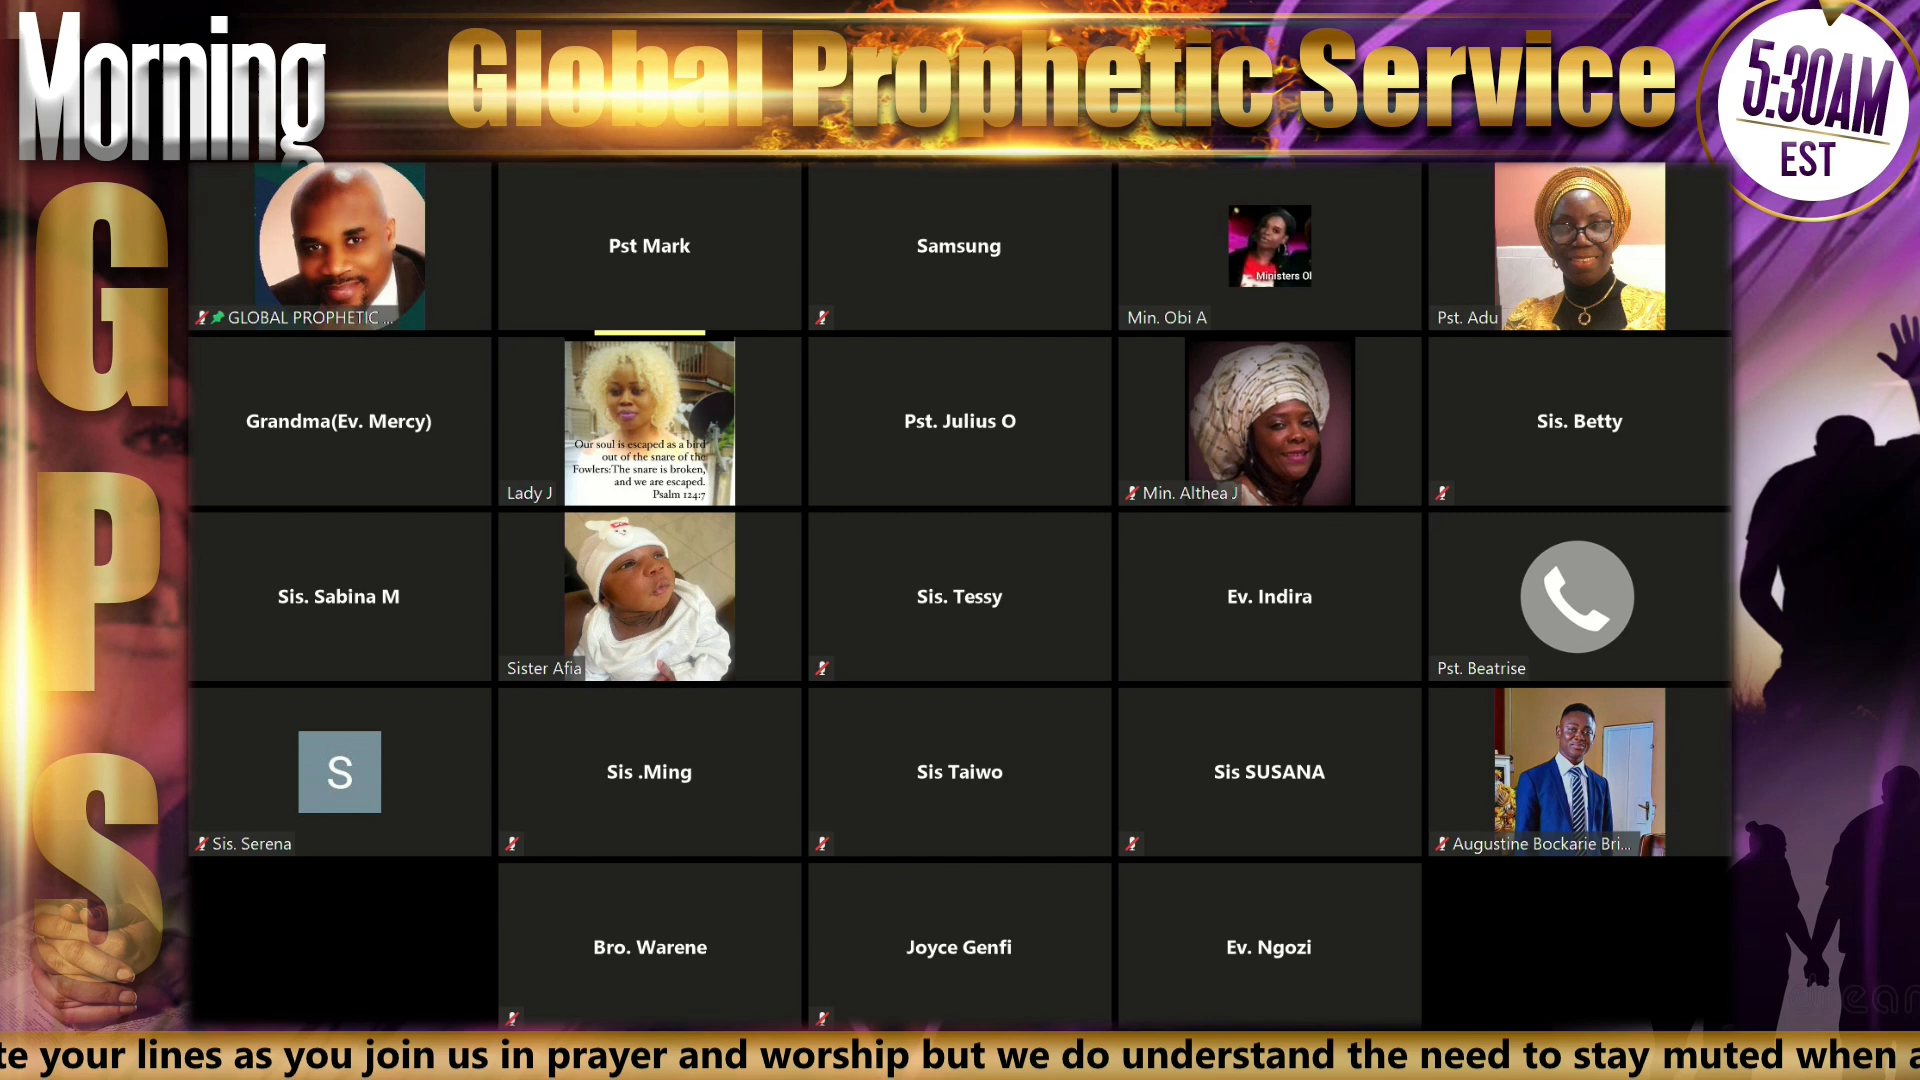 Morning
Global Prophetic Service
5:30AM
EST
G
P
S
GLOBAL PROPHETIC ...
Pst Mark
Samsung
Ministers Ol
Min. Obi A
Pst. Adu
Grandma(Ev. Mercy)
Our soul is escaped as a bird
out of the snare of the
Fowlers:The snare is broken,
and we are escaped.
Psalm 124:7
Lady J
Pst. Julius O
Min. Althea J
Sis. Betty
Sis. Sabina M
Sister Afia
Sis. Tessy
Ev. Indira
Pst. Beatrise
S
Sis. Serena
Sis .Ming
Sis Taiwo
Sis SUSANA
Augustine Bockarie Bri...
Bro. Warene
Joyce Genfi
Ev. Ngozi
te your lines as you join us in prayer and worship but we do understand the need to stay muted when a